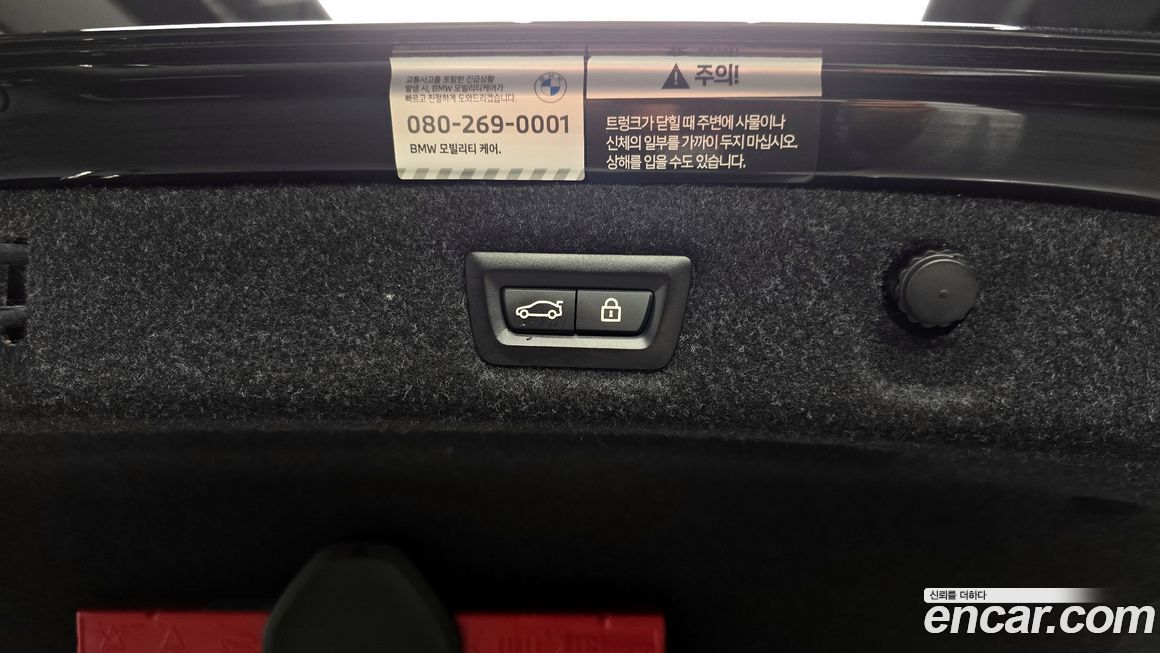 교통사고를 포함한 긴급상황
발생 시, BMW 모빌리티케어가
빠르고 친절하게 도와드리겠습니다.
BMW
080-269-0001
BMW 모빌리티 케어.
주의!
트렁크가 닫힐 때 주변에 사물이나
신체의 일부를 가까이 두지 마십시오.
상해를 입을 수도 있습니다.
신뢰를 더하다
encar.com